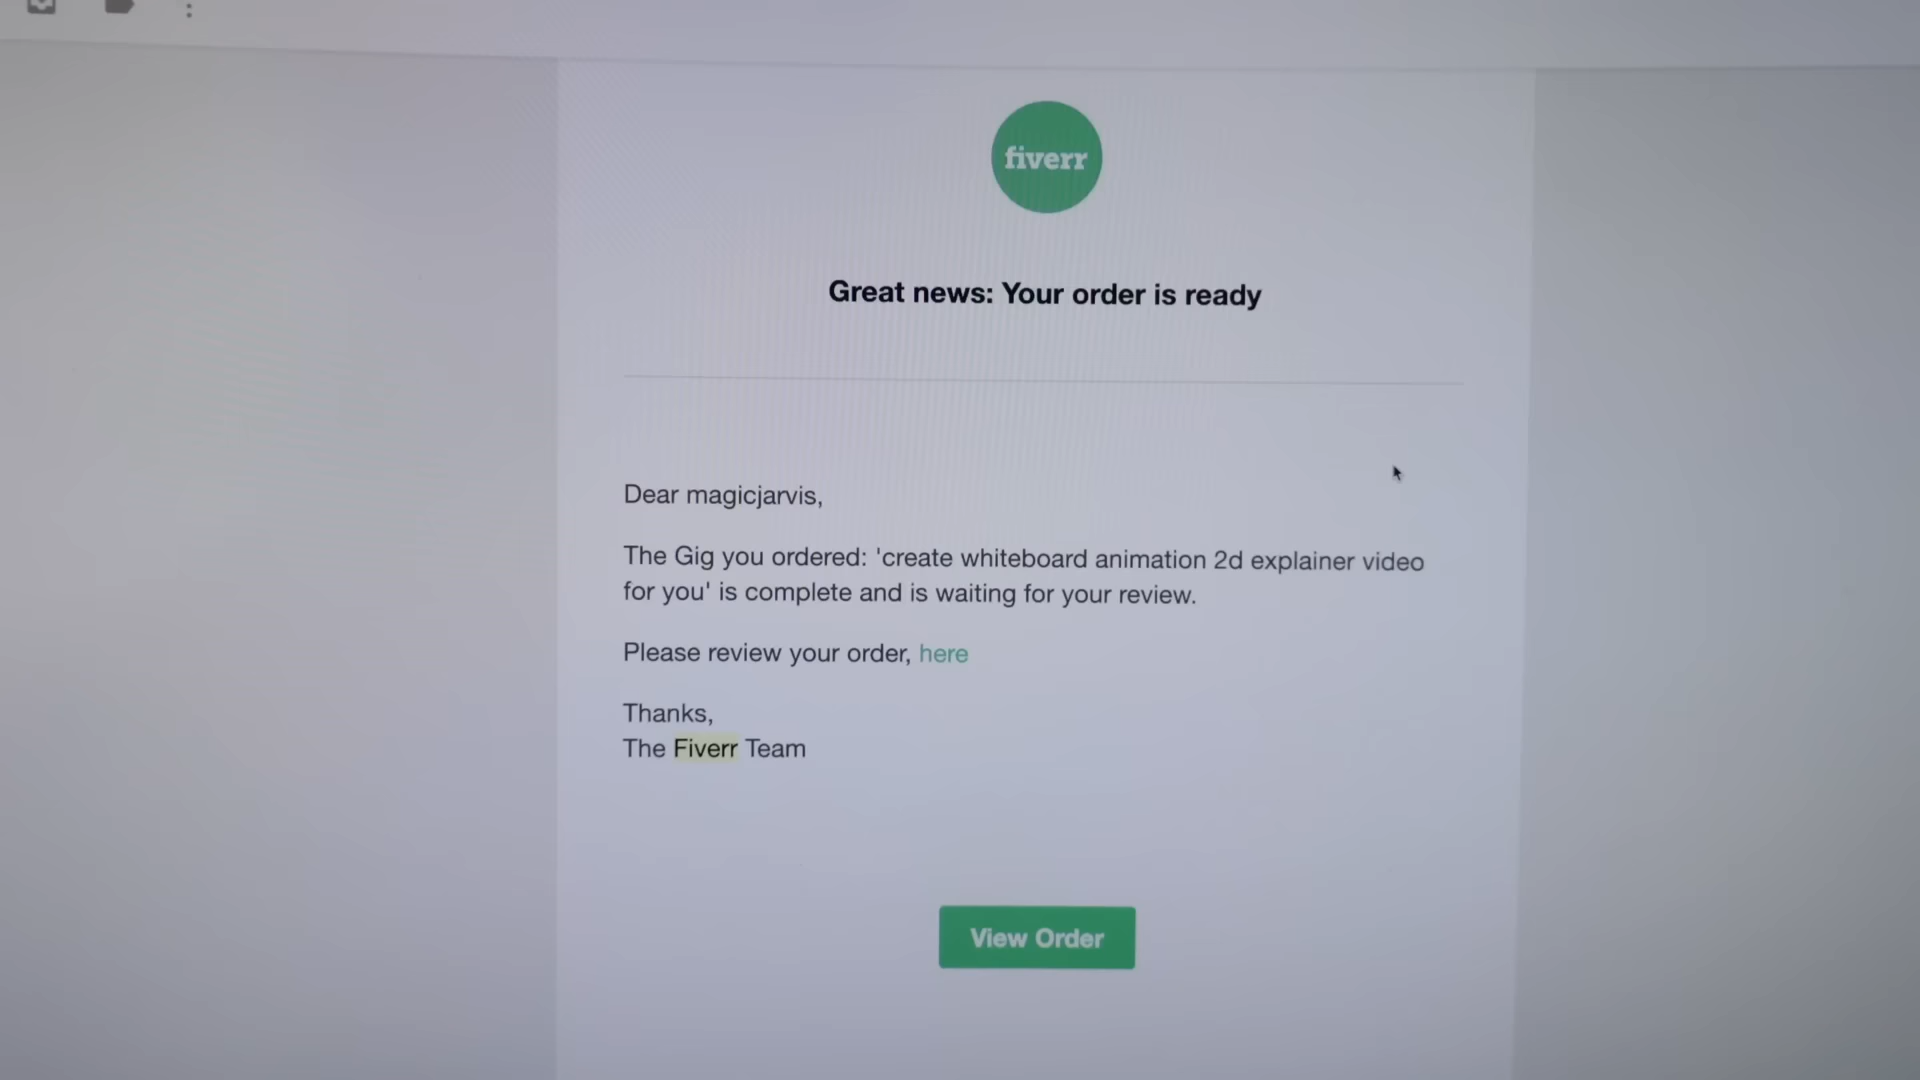 fiverr
Great news: Your order is ready
Dear magicjarvis,
The Gig you ordered: 'create whiteboard animation 2d explainer video
for you' is complete and is waiting for your review.
Please review your order, here
Thanks,
The Fiverr Team
View Order